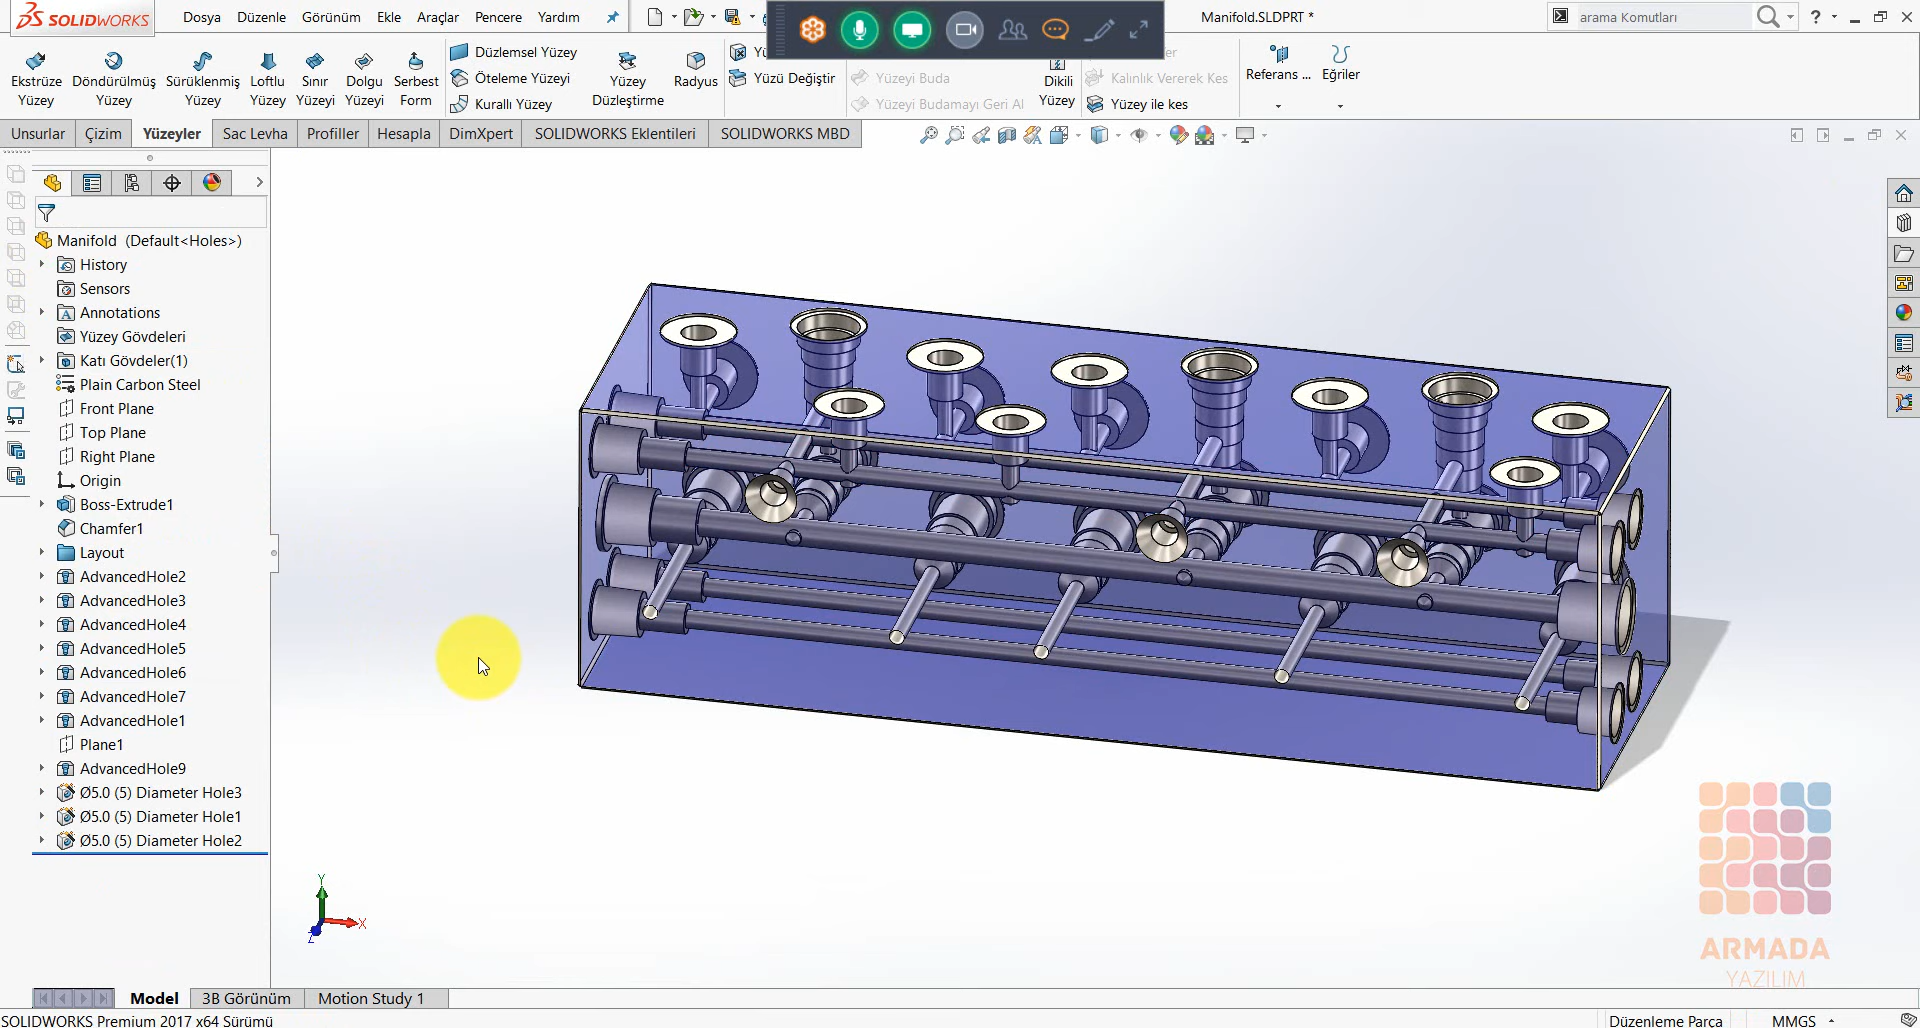 SOLIDWORKS
Dosya Düzenle Görünüm Ekle Araçlar Pencere Yardım
Manifold.SLDPRT *
arama Komutları
?
Ekstrüze Yüzey
Döndürülmüş Yüzey
Sürüklenmiş Yüzey
Loftlu Yüzey
Sınır Yüzeyi
Dolgu Yüzeyi
Serbest Form
Düzlemsel Yüzey
Öteleme Yüzeyi
Kurallı Yüzey
Yüzey Düzleştirme
Radyus
Yüzü Değiştir
Yüzeyi Buda
Yüzeyi Budamayı Geri Al
Dikili Yüzey
Kalınlık Vererek Kes
Yüzey ile kes
Referans ...
Eğriler
Unsurlar Çizim Yüzeyler Sac Levha Profiller Hesapla DimXpert SOLIDWORKS Eklentileri SOLIDWORKS MBD
Manifold (Default<Holes>)
History
Sensors
Annotations
Yüzey Gövdeleri
Katı Gövdeler(1)
Plain Carbon Steel
Front Plane
Top Plane
Right Plane
Origin
Boss-Extrude1
Chamfer1
Layout
AdvancedHole2
AdvancedHole3
AdvancedHole4
AdvancedHole5
AdvancedHole6
AdvancedHole7
AdvancedHole1
Plane1
AdvancedHole9
Ø5.0 (5) Diameter Hole3
Ø5.0 (5) Diameter Hole1
Ø5.0 (5) Diameter Hole2
Y
X
Z
ARMADA
YAZILIM
Model 3B Görünüm Motion Study 1
SOLIDWORKS Premium 2017 x64 Sürümü
Düzenleme Parça
MMGS